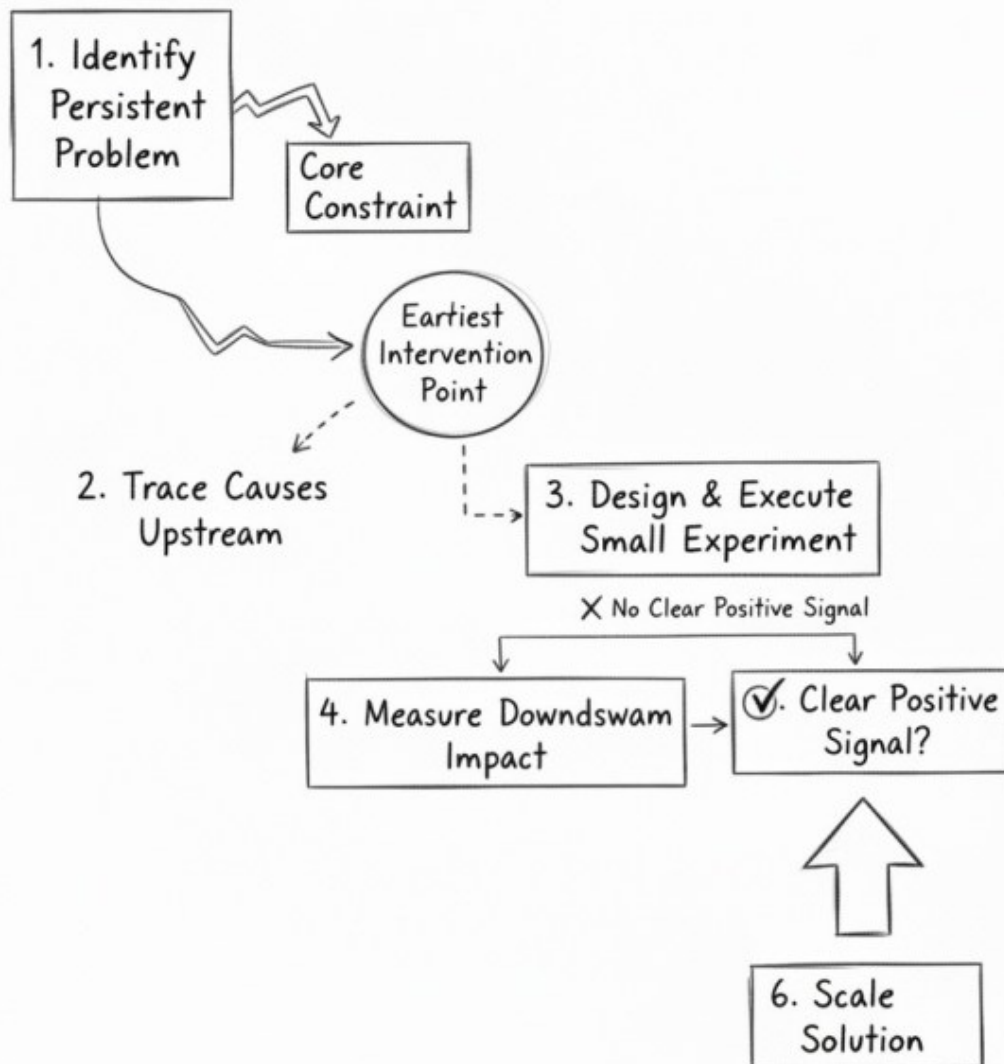 1. Identify
Persistent
Problem
Core
Constraint
Eartiest
Intervention
Point
2. Trace Causes
Upstream
3. Design & Execute
Small Experiment
X No Clear Positive Signal
4. Measure Downdswam
Impact
✓. Clear Positive
Signal?
6. Scale
Solution